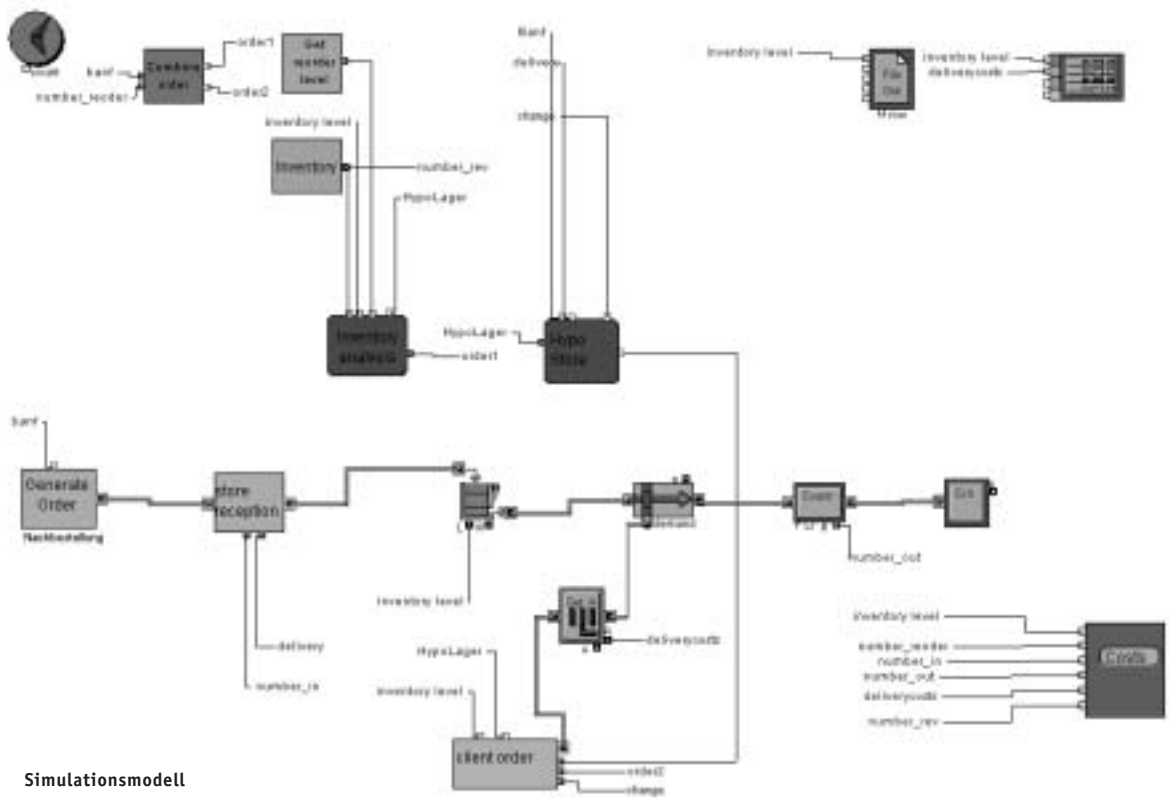 count
banf
number_reorder
Combine
order
order1
order2
Get
reorder
level
inventory level
Inventory
number_rev
HypoLager
Inventory
analysis
order1
Banf
delivery
change
HypoLager
Hypo
Store
inventory level
File
Out
inventory level
deliverycosts
banf
Generate
Order
Nachbestellung
store
reception
delivery
number_in
inventory level
demand
Count
number_out
Exit
deliverycosts
HypoLager
inventory level
client order
order2
change
inventory level
number_reorder
number_in
number_out
deliverycosts
number_rev
Costs
Simulationsmodell